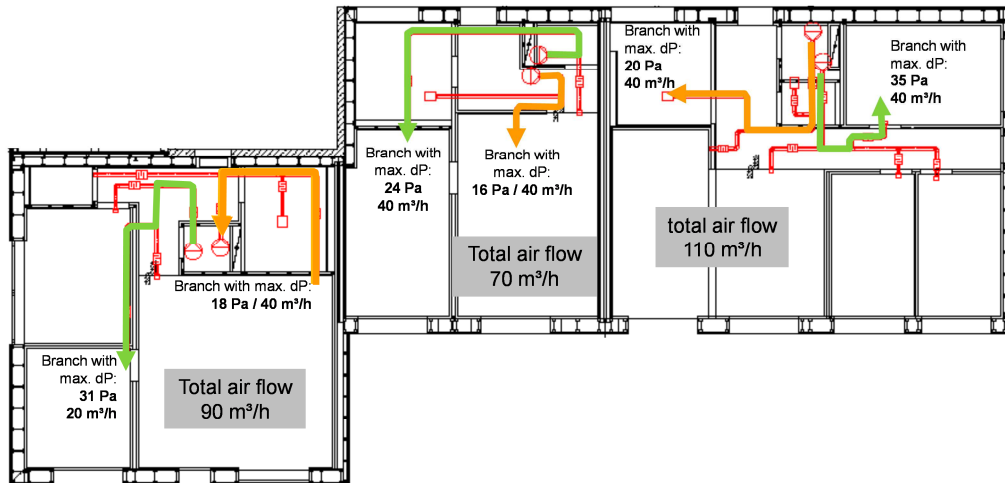 Branch with
max. dP:
20 Pa
40 m³/h
Branch with
max. dP:
35 Pa
40 m³/h
Branch with
max. dP:
24 Pa
40 m³/h
Branch with
max. dP:
16 Pa / 40 m³/h
Total air flow
70 m³/h
total air flow
110 m³/h
Branch with max. dP:
18 Pa / 40 m³/h
Branch with
max. dP:
31 Pa
20 m³/h
Total air flow
90 m³/h